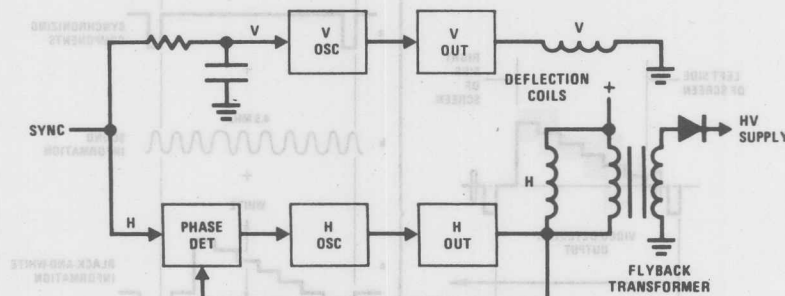 V
V
OSC
V
OUT
V
DEFLECTION
COILS
+
SYNC
HV
SUPPLY
H
H
PHASE
DET
H
OSC
H
OUT
FLYBACK
TRANSFORMER